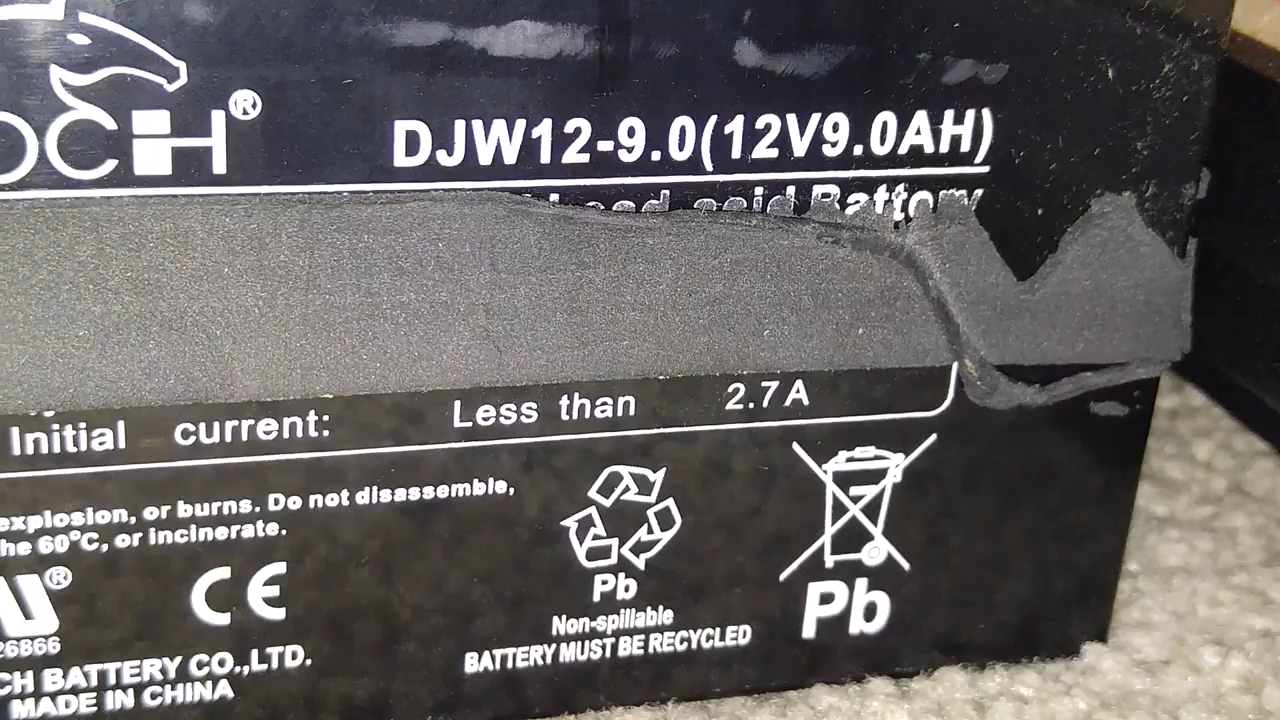 OCH®
DJW12-9.0(12V9.0AH)
Lead acid Battery
Initial current: Less than 2.7A
explosion, or burns. Do not disassemble,
he 60°C, or incinerate.
®
CE
26866
CH BATTERY CO.,LTD.
MADE IN CHINA
Pb
Non-spillable
BATTERY MUST BE RECYCLED
Pb